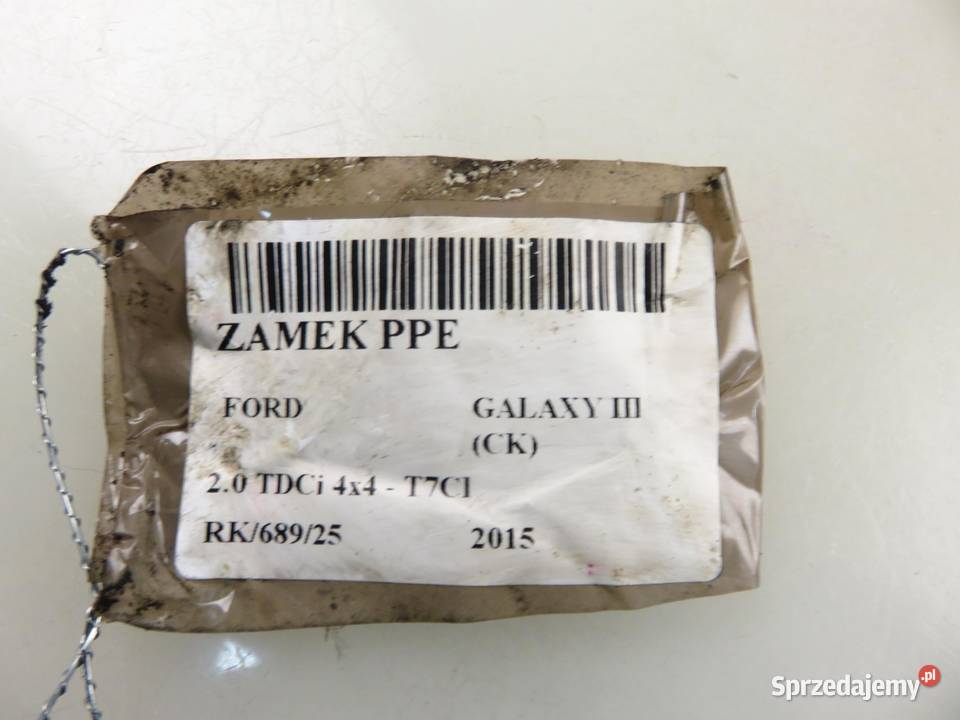 ZAMEK PPE
FORD GALAXY III
(CK)
2.0 TDCi 4x4 - T7CI
RK/689/25 2015
Sprzedajemy.pl